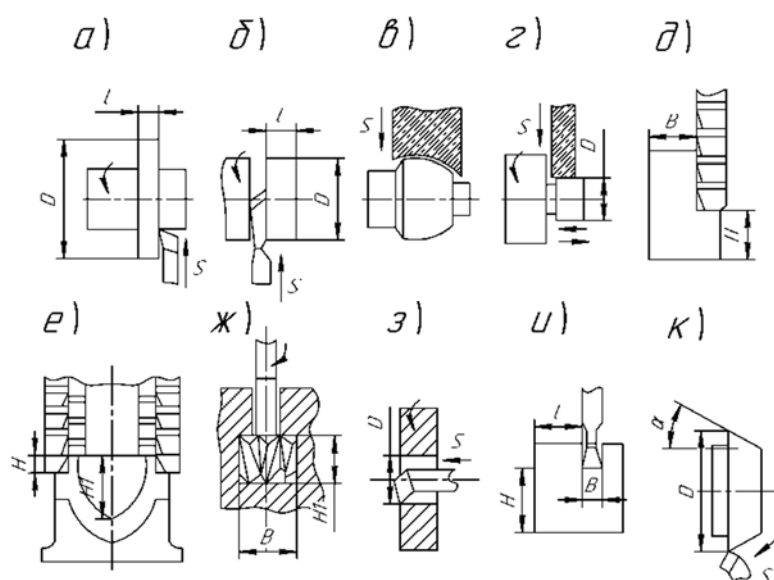 а) б) в) г) д)
l l B
S S D
D D H
S S
е) ж) з) и) к)
D l α
H H1 S D
H1 H B
B S